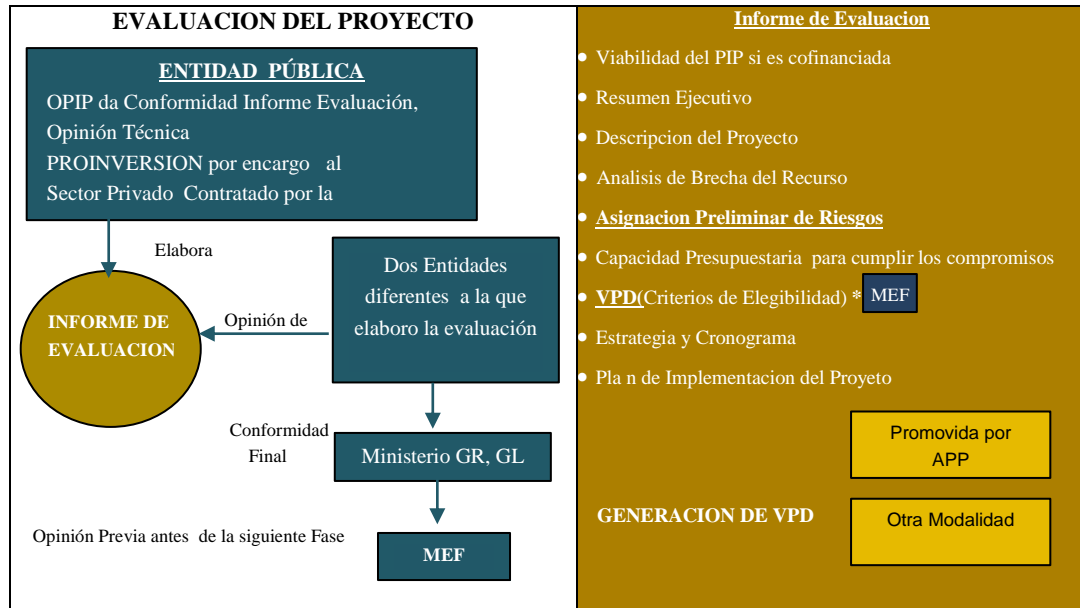 EVALUACION DEL PROYECTO
ENTIDAD PÚBLICA
OPIP da Conformidad Informe Evaluación,
Opinión Técnica
PROINVERSION por encargo al
Sector Privado Contratado por la
Elabora
INFORME DE
EVALUACION
Opinión de
Dos Entidades
diferentes a la que
elaboro la evaluación
Conformidad
Final
Ministerio GR, GL
Opinión Previa antes de la siguiente Fase
MEF
Informe de Evaluacion
• Viabilidad del PIP si es cofinanciada
• Resumen Ejecutivo
• Descripcion del Proyecto
• Analisis de Brecha del Recurso
• Asignacion Preliminar de Riesgos
• Capacidad Presupuestaria para cumplir los compromisos
• VPD(Criterios de Elegibilidad) * MEF
• Estrategia y Cronograma
• Pla n de Implementacion del Proyeto
Promovida por
APP
GENERACION DE VPD
Otra Modalidad